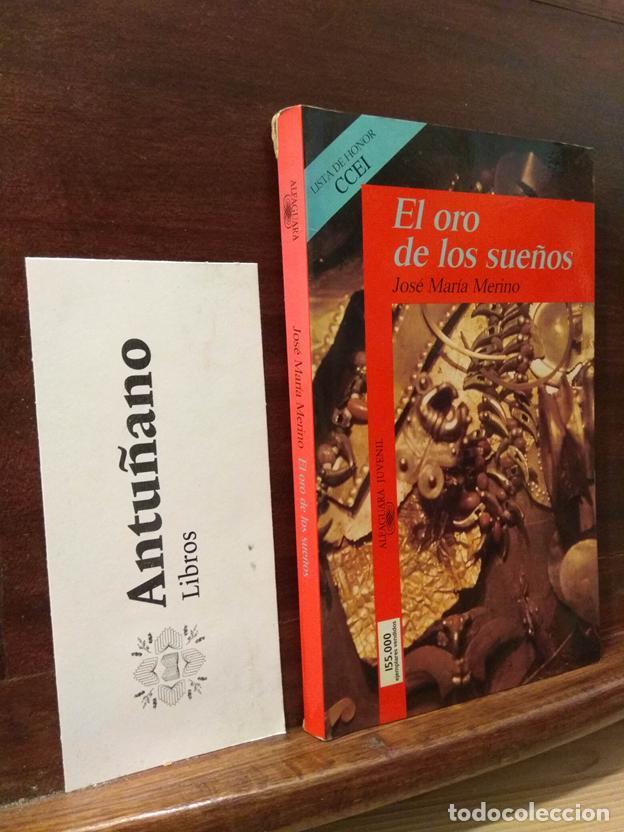 Antuñano
Libros
ALFAGUARA
José María Merino
El oro de los sueños
LISTA DE HONOR
CCEI
El oro
de los sueños
José María Merino
ALFAGUARA JUVENIL
155.000
ejemplares vendidos
todocoleccion